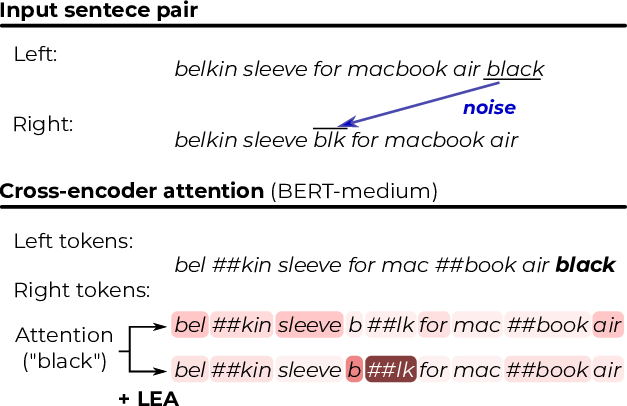 Input sentece pair
Left:
belkin sleeve for macbook air black
noise
Right:
belkin sleeve blk for macbook air
Cross-encoder attention (BERT-medium)
Left tokens:
bel ##kin sleeve for mac ##book air black
Right tokens:
bel ##kin sleeve b ##lk for mac ##book air
Attention
("black")
bel ##kin sleeve b ##lk for mac ##book air
+ LEA